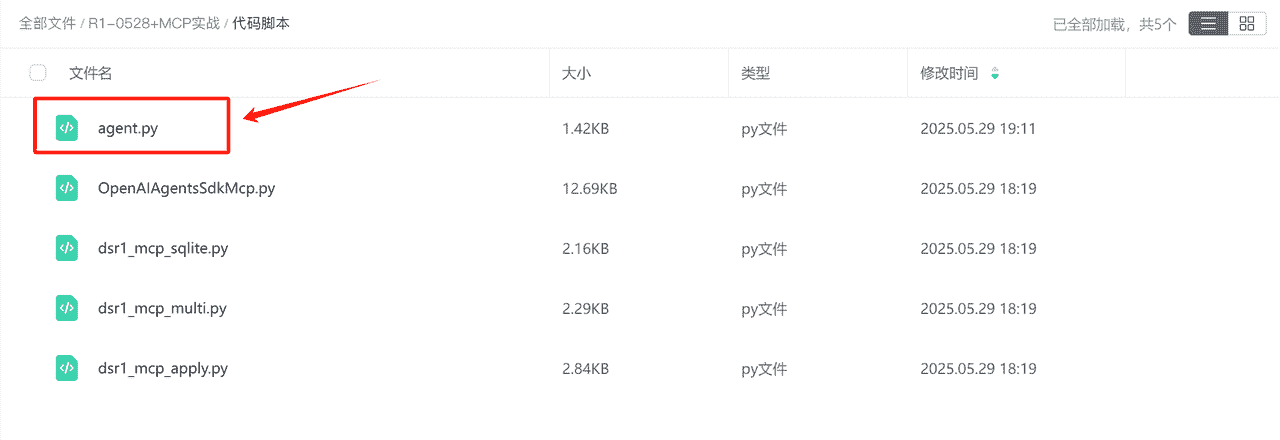 全部文件 / R1-0528+MCP实战 / 代码脚本 已全部加载，共5个
文件名 大小 类型 修改时间
agent.py 1.42KB py文件 2025.05.29 19:11
OpenAIAgentsSdkMcp.py 12.69KB py文件 2025.05.29 18:19
dsr1_mcp_sqlite.py 2.16KB py文件 2025.05.29 18:19
dsr1_mcp_multi.py 2.29KB py文件 2025.05.29 18:19
dsr1_mcp_apply.py 2.84KB py文件 2025.05.29 18:19